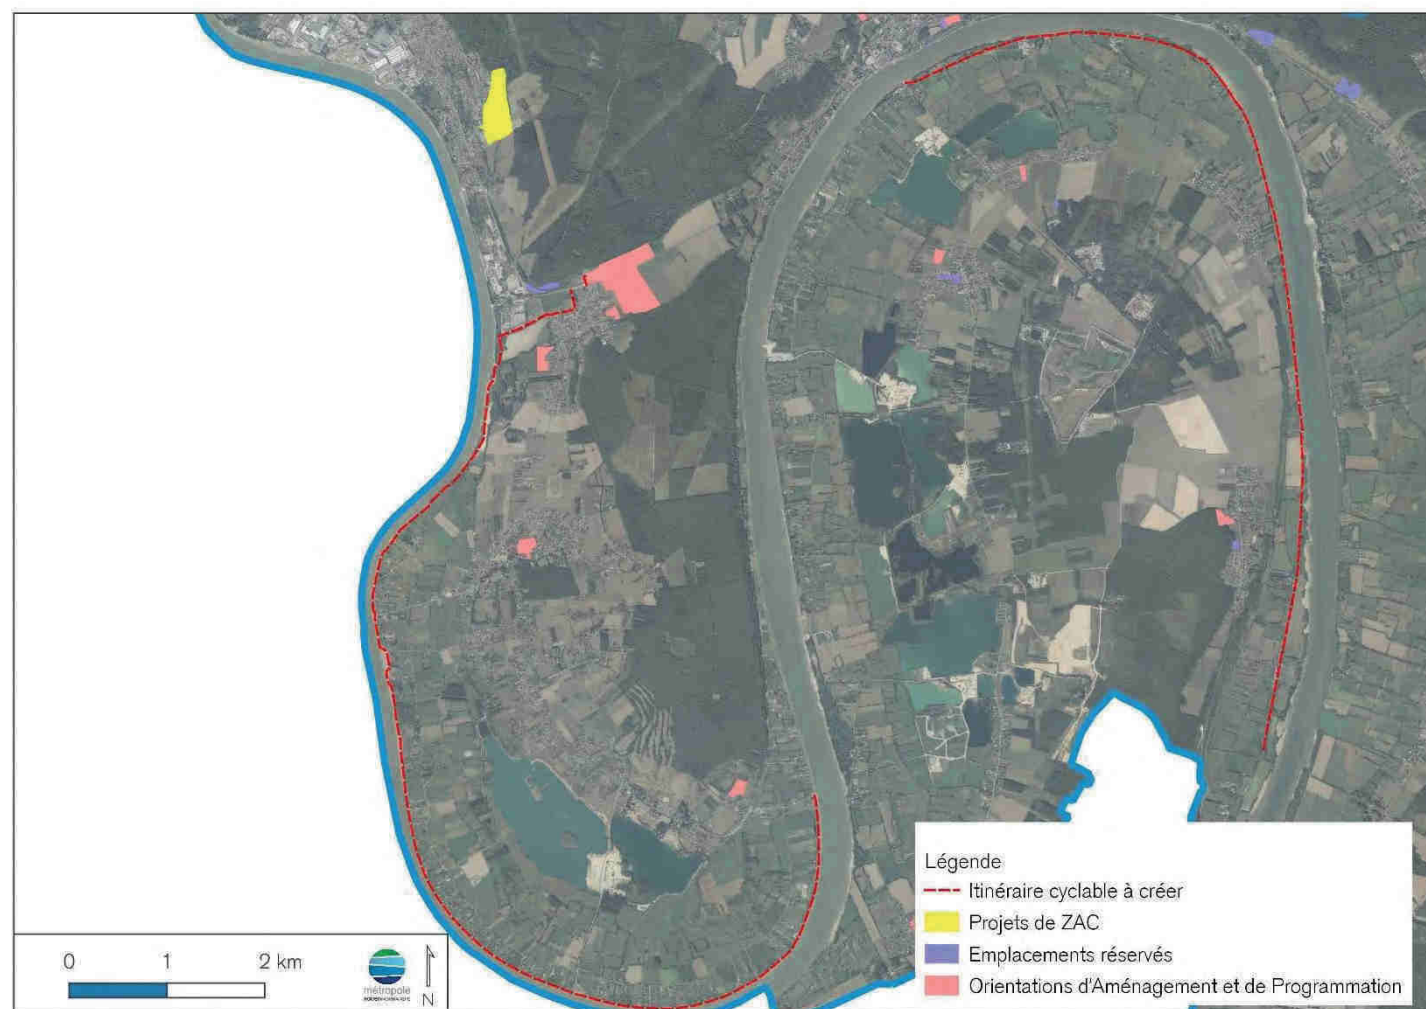 Légende
Itinéraire cyclable à créer
Projets de ZAC
Emplacements réservés
Orientations d'Aménagement et de Programmation
0 1 2 km
métropole
ROUENNORMANDIE
N